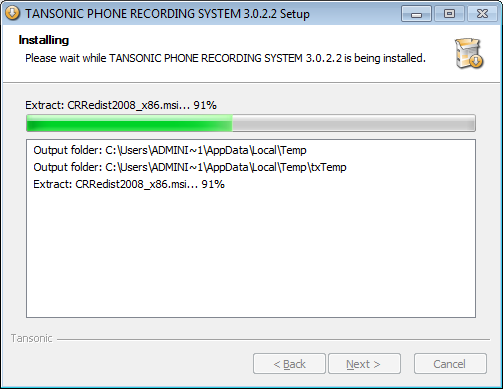 TANSONIC PHONE RECORDING SYSTEM 3.0.2.2 Setup
Installing
Please wait while TANSONIC PHONE RECORDING SYSTEM 3.0.2.2 is being installed.
Extract: CRRedist2008_x86.msi... 91%
Output folder: C:\Users\ADMINI~1\AppData\Local\Temp
Output folder: C:\Users\ADMINI~1\AppData\Local\Temp\txTemp
Extract: CRRedist2008_x86.msi... 91%
Tansonic
< Back
Next >
Cancel